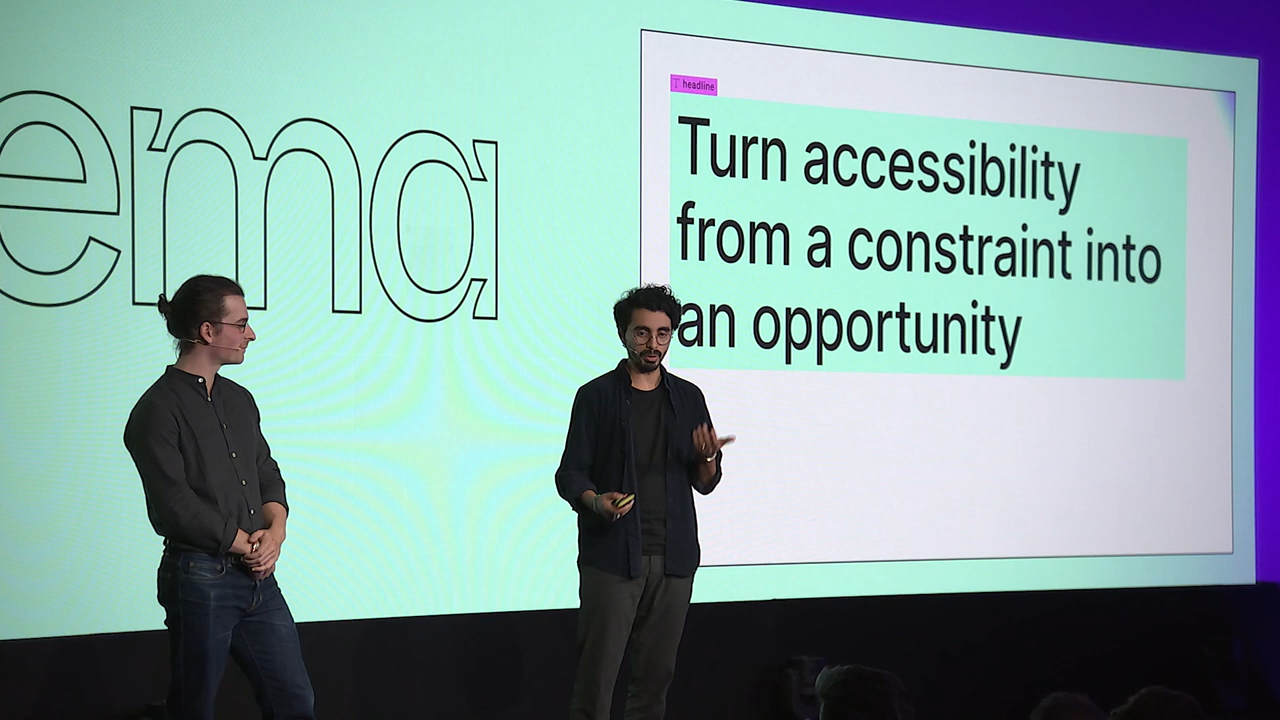 ema
T headline
Turn accessibility
from a constraint into
an opportunity